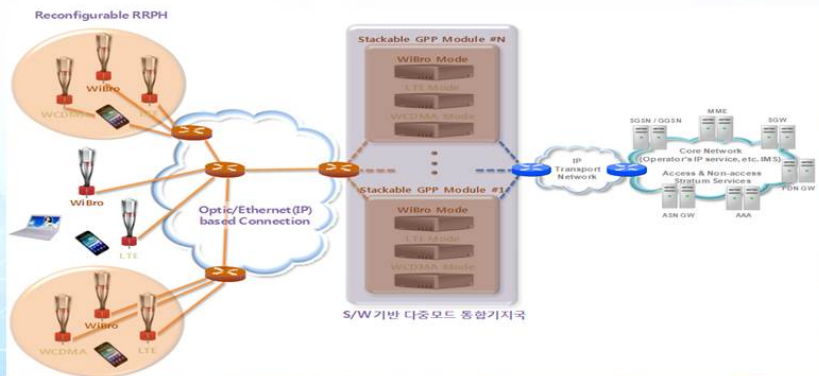 Reconfigurable RRPH
WiBro
WCDMA
LTE
WiBro
LTE
WiBro
WCDMA
LTE
Optic/Ethernet(IP)
based Connection
Stackable GPP Module #N
WiBro Mode
LTE Mode
WCDMA Mode
Stackable GPP Module #1
WiBro Mode
LTE Mode
WCDMA Mode
S/W기반 다중모드 통합기지국
IP
Transport
Network
SGSN / GGSN
MME
SGW
Core Network
(Operator's IP service, etc. IMS)
Access & Non-access
Stratum Services
PDN GW
ASN GW
AAA